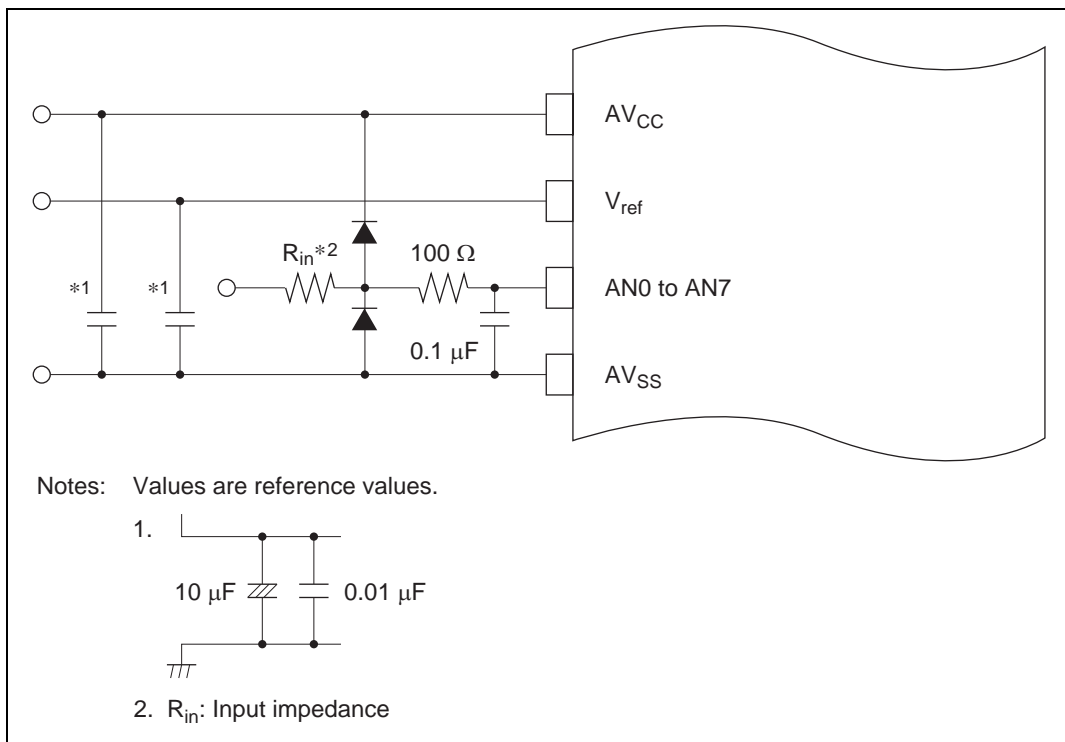 AVCC
Vref
Rin*2
100 Ω
*1
*1
AN0 to AN7
0.1 μF
AVSS
Notes: Values are reference values.
1.
10 μF
0.01 μF
2. Rin: Input impedance